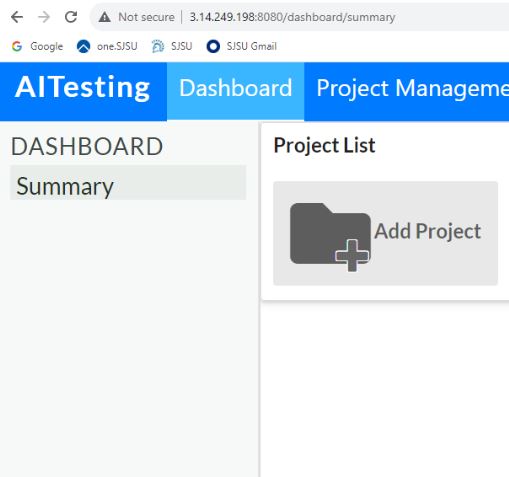 Not secure | 3.14.249.198:8080/dashboard/summary
Google one.SJSU SJSU SJSU Gmail
AITesting Dashboard Project Manageme
DASHBOARD
Summary
Project List
Add Project